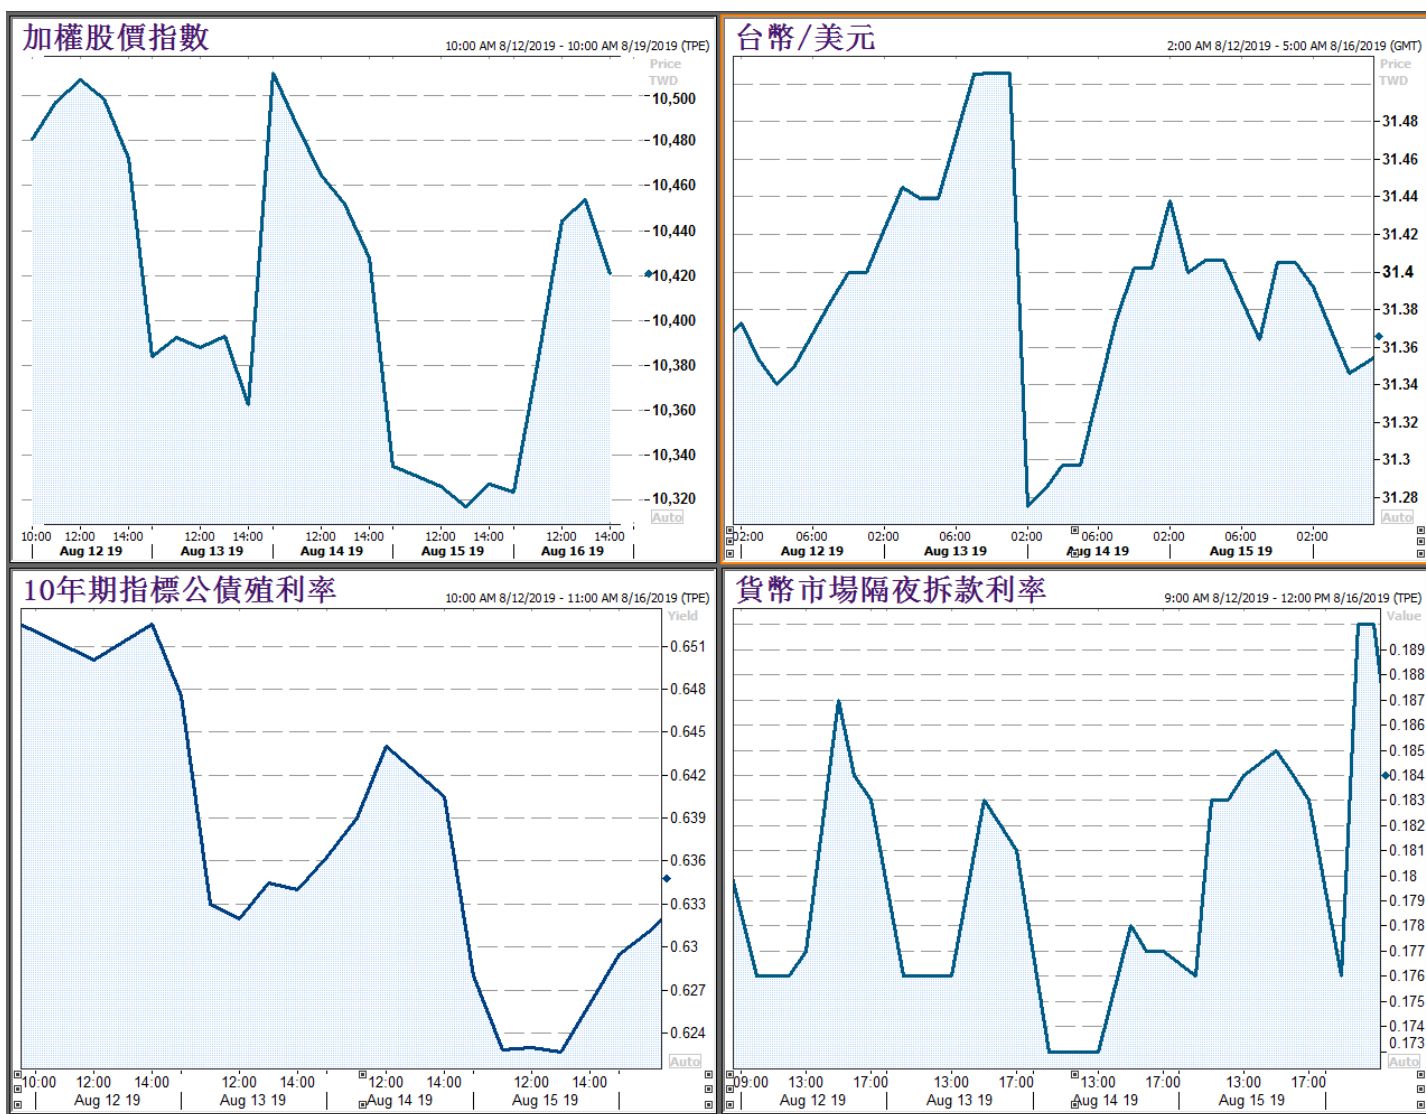 加權股價指數
10:00 AM 8/12/2019 - 10:00 AM 8/19/2019 (TPE)
Price
TWD
10,500
10,480
10,460
10,440
10,420
10,400
10,380
10,360
10,340
10,320
Auto
10:00 12:00 14:00 12:00 14:00 12:00 14:00 12:00 14:00 12:00 14:00
Aug 12 19 Aug 13 19 Aug 14 19 Aug 15 19 Aug 16 19
台幣/美元
2:00 AM 8/12/2019 - 5:00 AM 8/16/2019 (GMT)
Price
TWD
31.48
31.46
31.44
31.42
31.4
31.38
31.36
31.34
31.32
31.3
31.28
Auto
02:00 06:00 02:00 06:00 02:00 06:00 02:00 06:00 02:00
Aug 12 19 Aug 13 19 Aug 14 19 Aug 15 19
10年期指標公債殖利率
10:00 AM 8/12/2019 - 11:00 AM 8/16/2019 (TPE)
Yield
0.651
0.648
0.645
0.642
0.639
0.636
0.633
0.63
0.627
0.624
Auto
10:00 12:00 14:00 12:00 14:00 12:00 14:00 12:00 14:00
Aug 12 19 Aug 13 19 Aug 14 19 Aug 15 19
貨幣市場隔夜拆款利率
9:00 AM 8/12/2019 - 12:00 PM 8/16/2019 (TPE)
Value
0.189
0.188
0.187
0.186
0.185
0.184
0.183
0.182
0.181
0.18
0.179
0.178
0.177
0.176
0.175
0.174
0.173
Auto
09:00 13:00 17:00 13:00 17:00 13:00 17:00 13:00 17:00
Aug 12 19 Aug 13 19 Aug 14 19 Aug 15 19